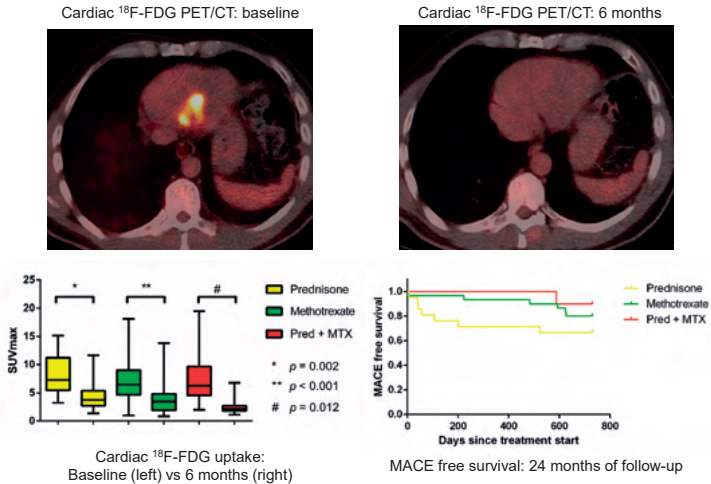 Cardiac ¹⁸F-FDG PET/CT: baseline
Cardiac ¹⁸F-FDG PET/CT: 6 months
25
20
15
10
5
0
SUVmax
*
**
#
Prednisone
Methotrexate
Pred + MTX
* p = 0.002
** p < 0.001
# p = 0.012
Cardiac ¹⁸F-FDG uptake:
Baseline (left) vs 6 months (right)
1.0
0.8
0.6
0.4
0.2
0.0
MACE free survival
0 200 400 600 800
Days since treatment start
Prednisone
Methotrexate
Pred + MTX
MACE free survival: 24 months of follow-up